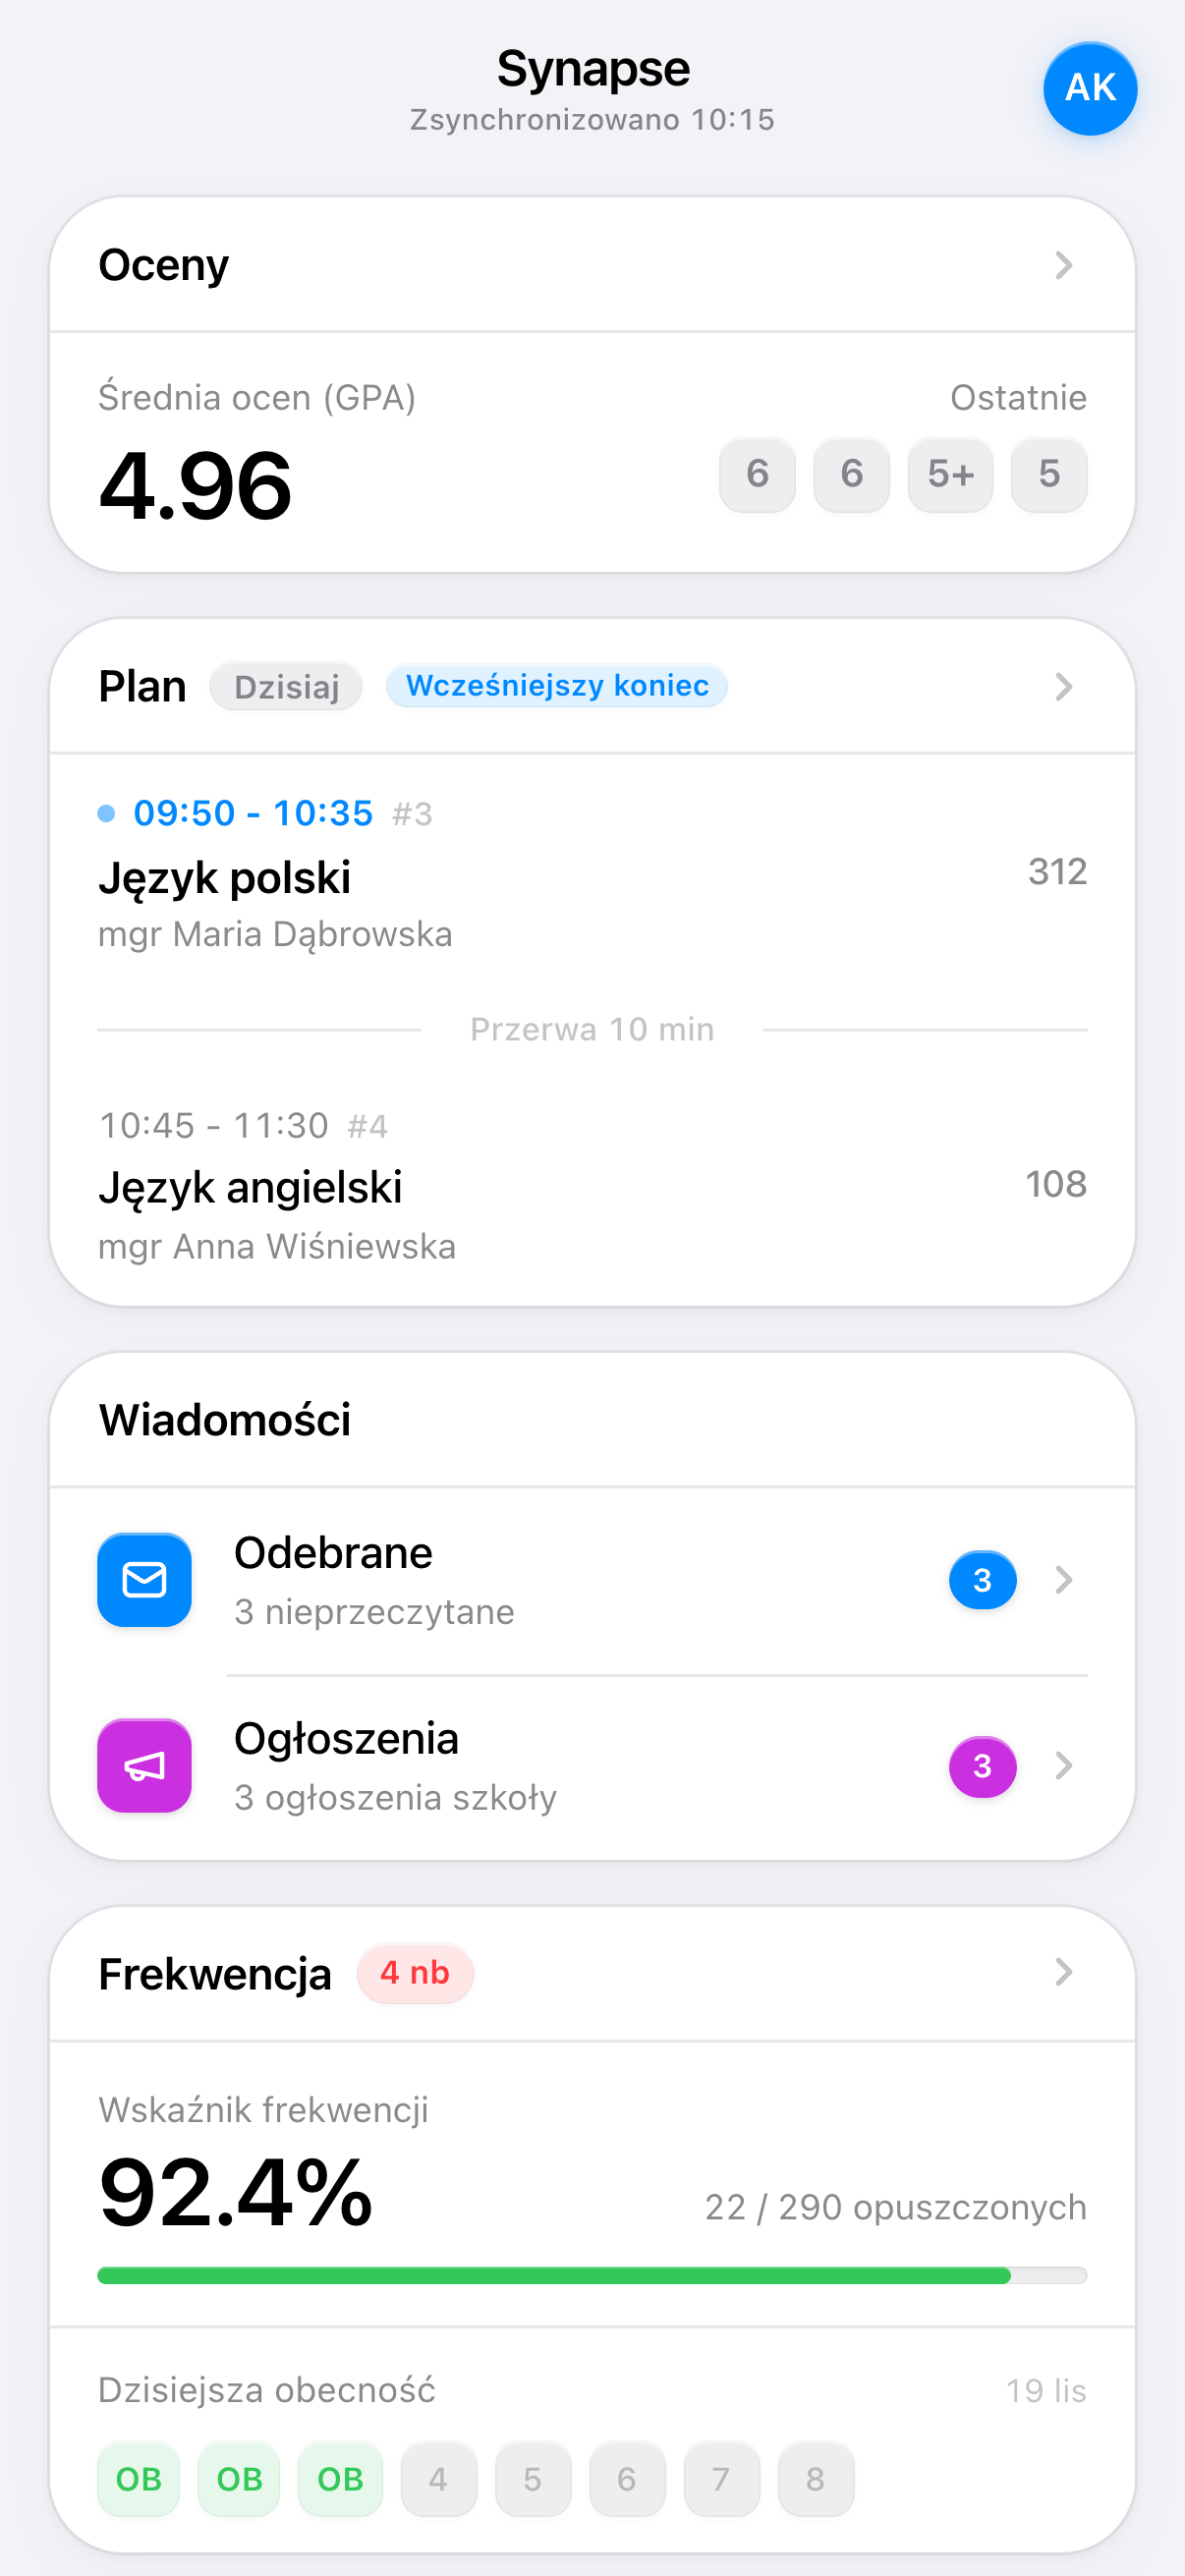 Synapse
Zsynchronizowano 10:15
AK
Oceny
Średnia ocen (GPA)
Ostatnie
4.96
6 6 5+ 5
Plan Dzisiaj Wcześniejszy koniec
09:50 - 10:35 #3
Język polski
312
mgr Maria Dąbrowska
Przerwa 10 min
10:45 - 11:30 #4
Język angielski
108
mgr Anna Wiśniewska
Wiadomości
Odebrane
3 nieprzeczytane
3
Ogłoszenia
3 ogłoszenia szkoły
3
Frekwencja 4 nb
Wskaźnik frekwencji
92.4%
22 / 290 opuszczonych
Dzisiejsza obecność
19 lis
OB OB OB 4 5 6 7 8